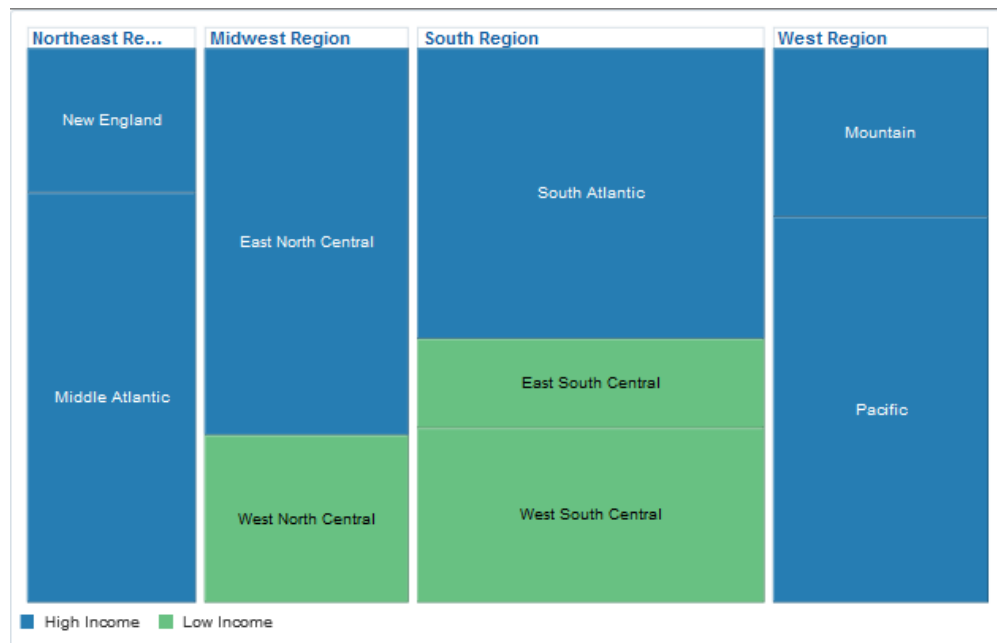 Northeast Re...
Midwest Region
South Region
West Region
New England
Middle Atlantic
East North Central
West North Central
South Atlantic
East South Central
West South Central
Mountain
Pacific
High Income
Low Income